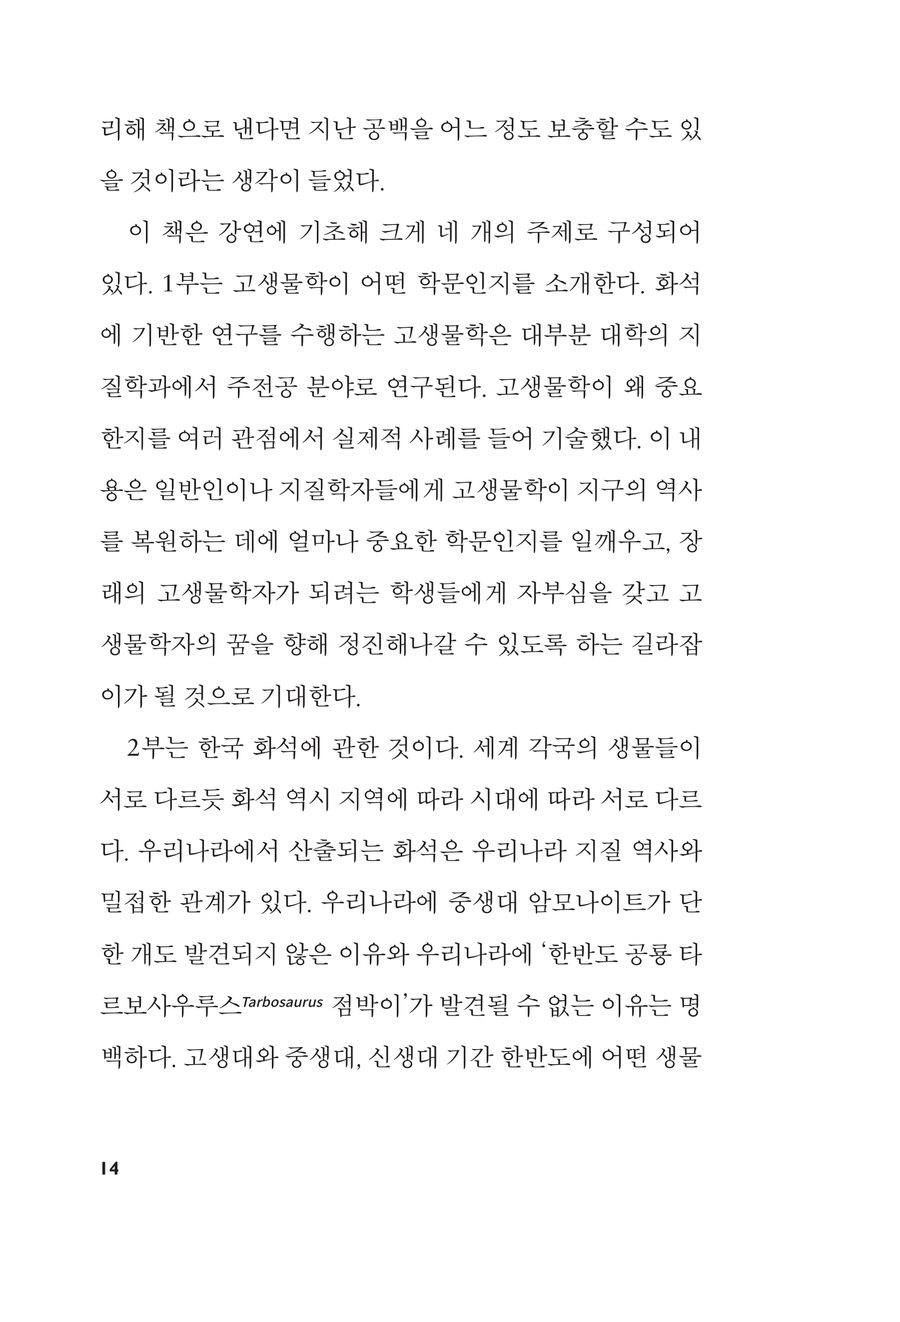 리해 책으로 낸다면 지난 공백을 어느 정도 보충할 수도 있
을 것이라는 생각이 들었다.
이 책은 강연에 기초해 크게 네 개의 주제로 구성되어
있다. 1부는 고생물학이 어떤 학문인지를 소개한다. 화석
에 기반한 연구를 수행하는 고생물학은 대부분 대학의 지
질학과에서 주전공 분야로 연구된다. 고생물학이 왜 중요
한지를 여러 관점에서 실제적 사례를 들어 기술했다. 이 내
용은 일반인이나 지질학자들에게 고생물학이 지구의 역사
를 복원하는 데에 얼마나 중요한 학문인지를 일깨우고, 장
래의 고생물학자가 되려는 학생들에게 자부심을 갖고 고
생물학자의 꿈을 향해 정진해나갈 수 있도록 하는 길라잡
이가 될 것으로 기대한다.
2부는 한국 화석에 관한 것이다. 세계 각국의 생물들이
서로 다르듯 화석 역시 지역에 따라 시대에 따라 서로 다르
다. 우리나라에서 산출되는 화석은 우리나라 지질 역사와
밀접한 관계가 있다. 우리나라에 중생대 암모나이트가 단
한 개도 발견되지 않은 이유와 우리나라에 ‘한반도 공룡 타
르보사우루스Tarbosaurus 점박이’가 발견될 수 없는 이유는 명
백하다. 고생대와 중생대, 신생대 기간 한반도에 어떤 생물
14